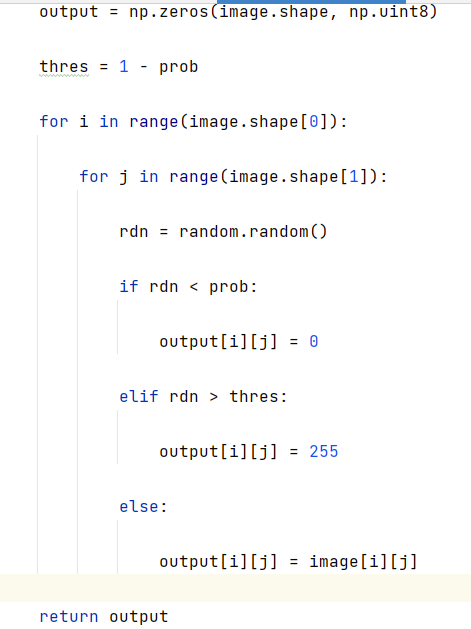 output = np.zeros(image.shape, np.uint8)
thres = 1 - prob
for i in range(image.shape[0]):
for j in range(image.shape[1]):
rdn = random.random()
if rdn < prob:
output[i][j] = 0
elif rdn > thres:
output[i][j] = 255
else:
output[i][j] = image[i][j]
return output